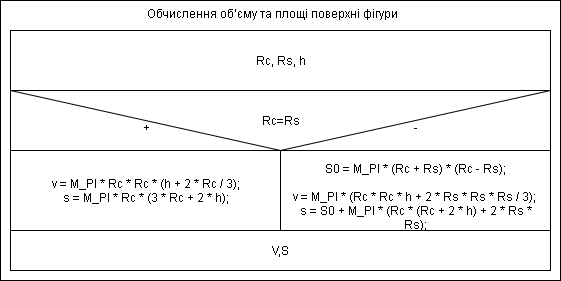 Обчислення об'єму та площі поверхні фігури
Rc, Rs, h
Rc=Rs
+
-
v = M_PI * Rc * Rc * (h + 2 * Rc / 3);
s = M_PI * Rc * (3 * Rc + 2 * h);
S0 = M_PI * (Rc + Rs) * (Rc - Rs);
v = M_PI * (Rc * Rc * h + 2 * Rs * Rs * Rs / 3);
s = S0 + M_PI * (Rc * (Rc + 2 * h) + 2 * Rs *
Rs);
V,S